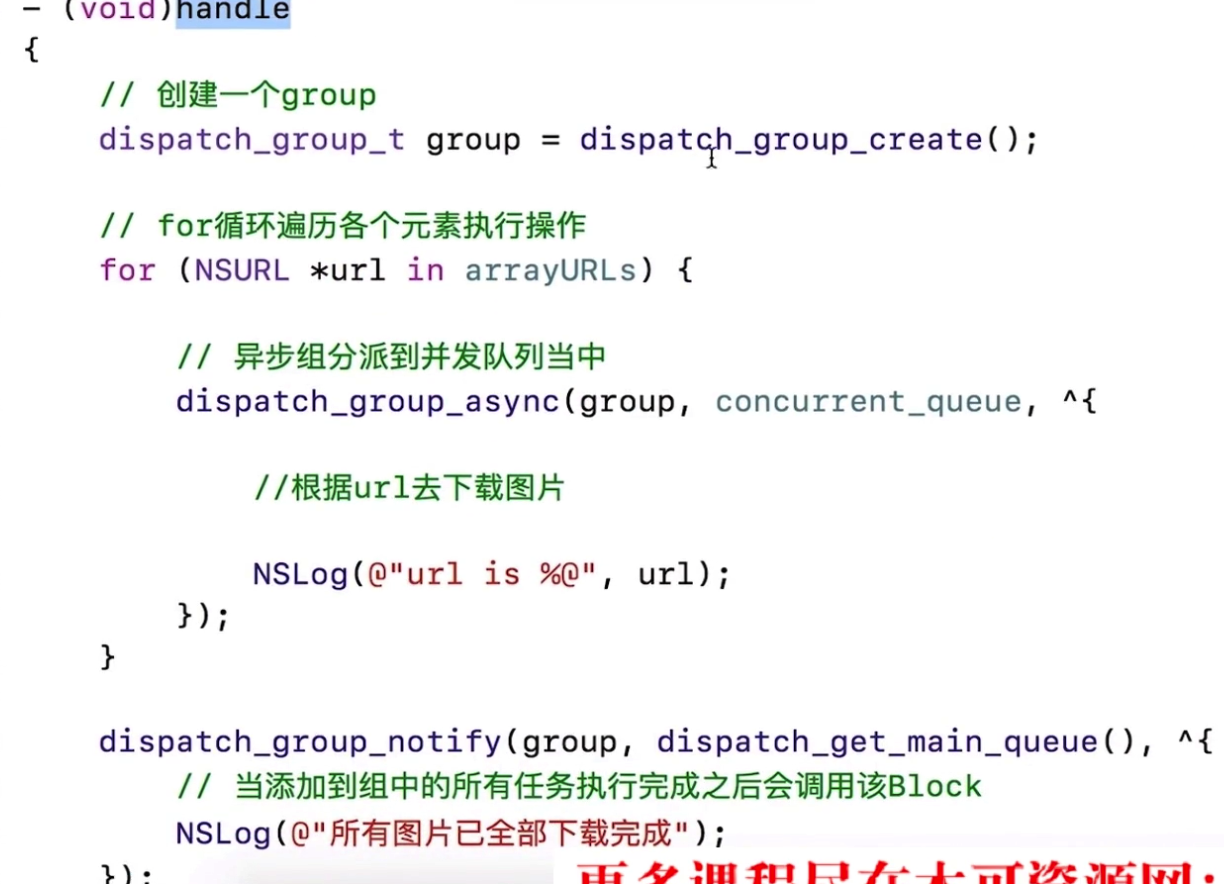 - (void)handle
{
// 创建一个group
dispatch_group_t group = dispatch_group_create();
// for循环遍历各个元素执行操作
for (NSURL *url in arrayURLs) {
// 异步组分派到并发队列当中
dispatch_group_async(group, concurrent_queue, ^{
//根据url去下载图片
NSLog(@"url is %@", url);
});
}
dispatch_group_notify(group, dispatch_get_main_queue(), ^{
// 当添加到组中的所有任务执行完成之后会调用该Block
NSLog(@"所有图片已全部下载完成");
});
更多课程尽在大可资源网: